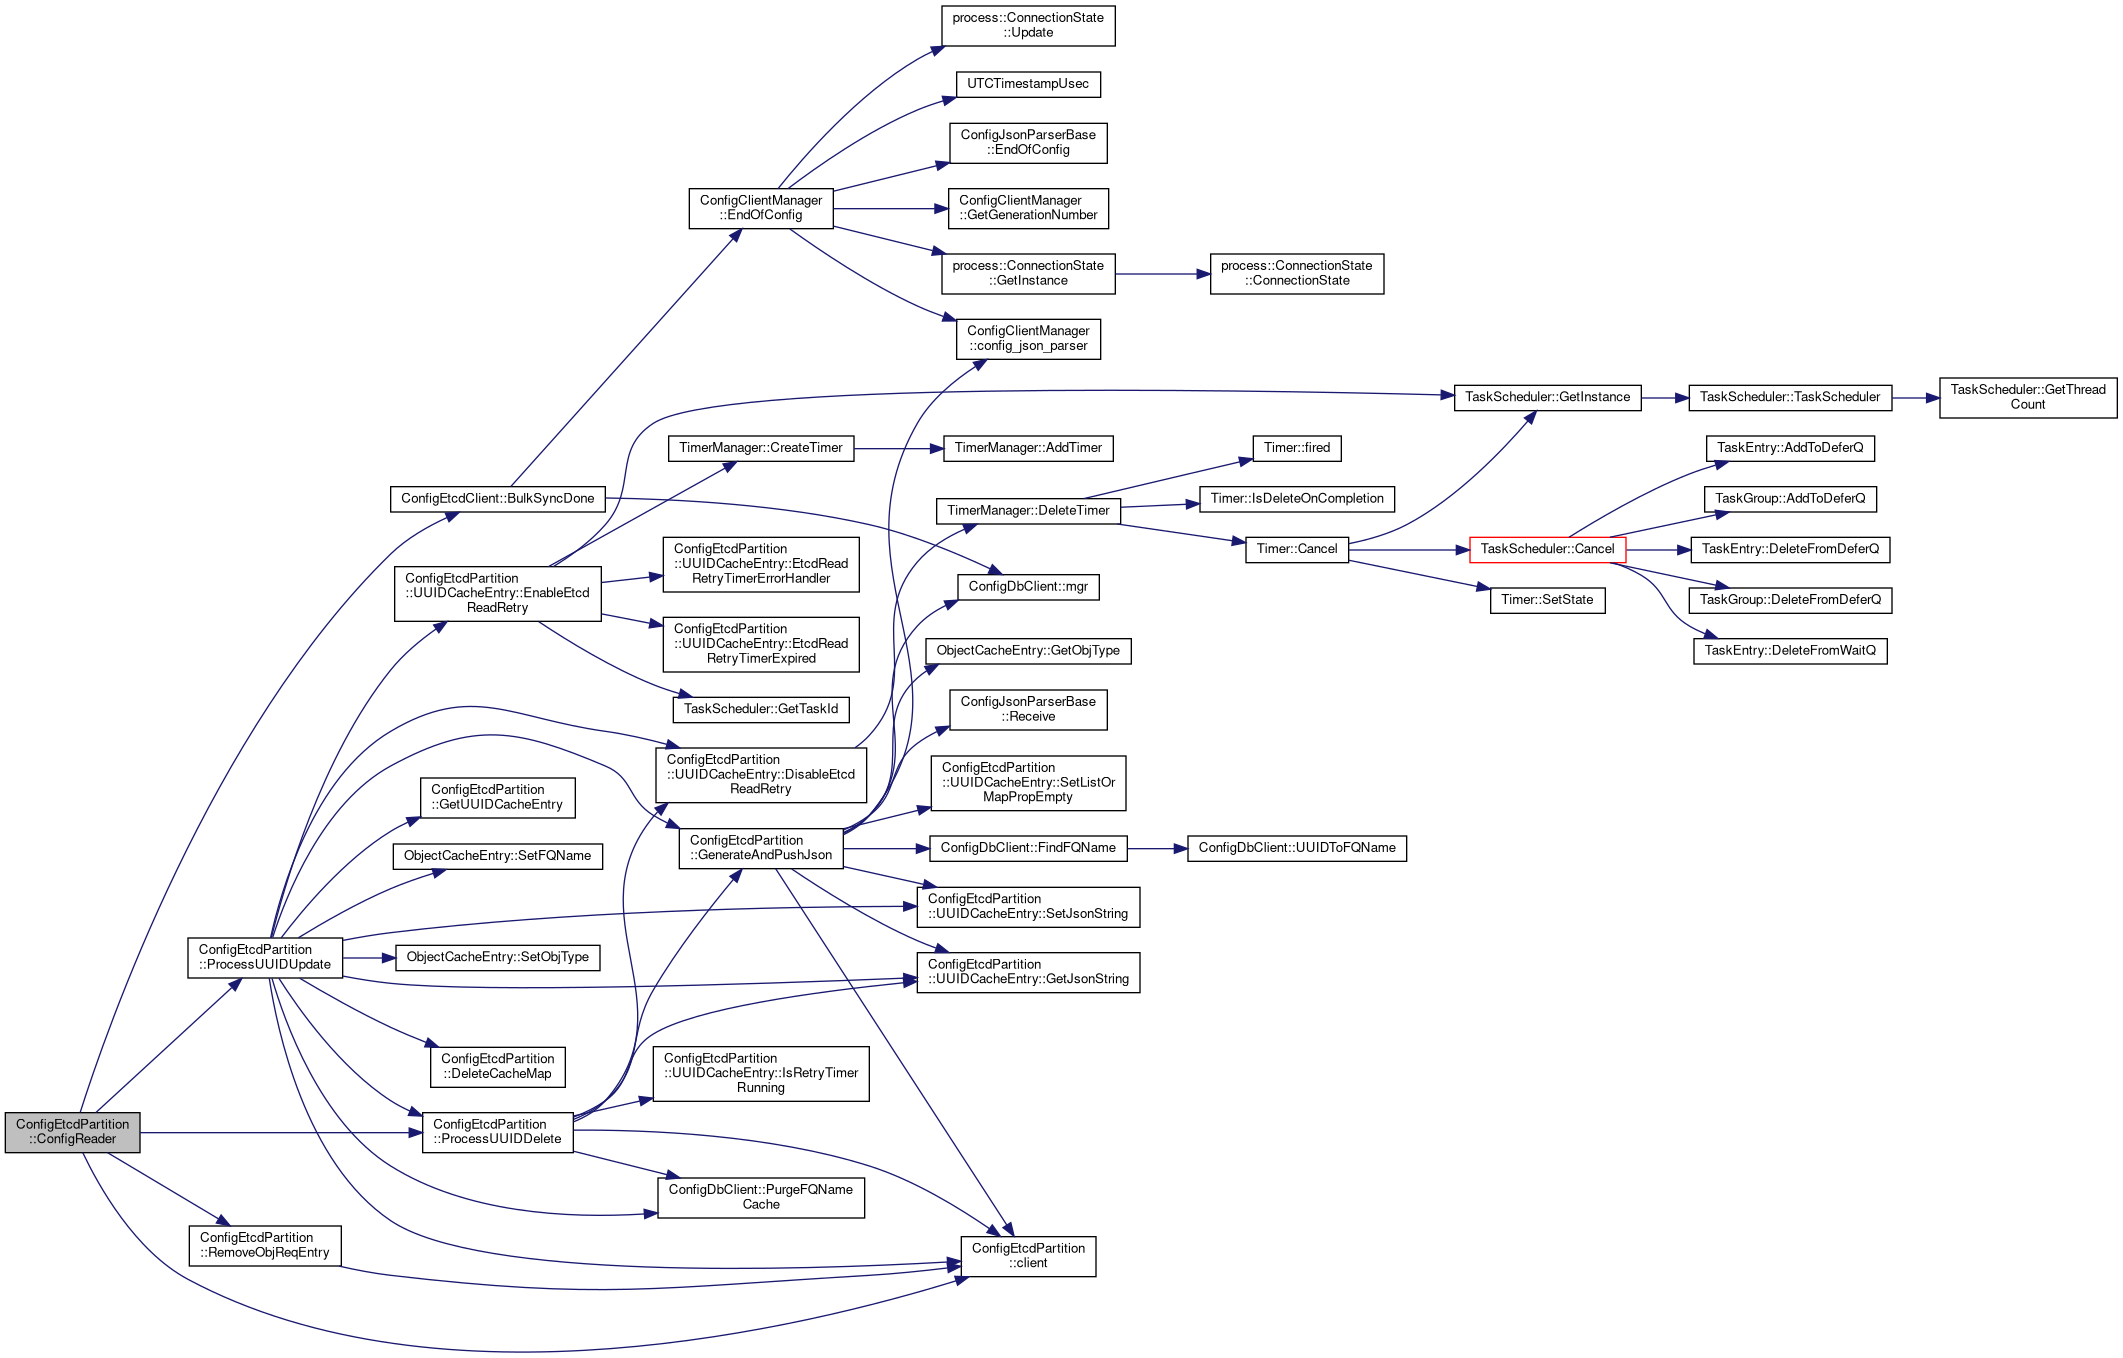 process::ConnectionState
::Update
UTCTimestampUsec
ConfigJsonParserBase
::EndOfConfig
ConfigClientManager
::EndOfConfig
ConfigClientManager
::GetGenerationNumber
process::ConnectionState
::GetInstance
process::ConnectionState
::ConnectionState
ConfigClientManager
::config_json_parser
TaskScheduler::GetInstance
TaskScheduler::TaskScheduler
TaskScheduler::GetThread
Count
TimerManager::CreateTimer
TimerManager::AddTimer
Timer::fired
TaskEntry::AddToDeferQ
ConfigEtcdClient::BulkSyncDone
TimerManager::DeleteTimer
Timer::IsDeleteOnCompletion
TaskGroup::AddToDeferQ
ConfigEtcdPartition
::UUIDCacheEntry::EtcdRead
RetryTimerErrorHandler
Timer::Cancel
TaskScheduler::Cancel
TaskEntry::DeleteFromDeferQ
ConfigEtcdPartition
::UUIDCacheEntry::EnableEtcd
ReadRetry
ConfigDbClient::mgr
Timer::SetState
TaskGroup::DeleteFromDeferQ
ConfigEtcdPartition
::UUIDCacheEntry::EtcdRead
RetryTimerExpired
ObjectCacheEntry::GetObjType
TaskEntry::DeleteFromWaitQ
TaskScheduler::GetTaskId
ConfigJsonParserBase
::Receive
ConfigEtcdPartition
::UUIDCacheEntry::DisableEtcd
ReadRetry
ConfigEtcdPartition
::UUIDCacheEntry::SetListOr
MapPropEmpty
ConfigEtcdPartition
::GetUUIDCacheEntry
ObjectCacheEntry::SetFQName
ConfigEtcdPartition
::GenerateAndPushJson
ConfigDbClient::FindFQName
ConfigDbClient::UUIDToFQName
ConfigEtcdPartition
::UUIDCacheEntry::SetJsonString
ConfigEtcdPartition
::ProcessUUIDUpdate
ObjectCacheEntry::SetObjType
ConfigEtcdPartition
::UUIDCacheEntry::GetJsonString
ConfigEtcdPartition
::DeleteCacheMap
ConfigEtcdPartition
::UUIDCacheEntry::IsRetryTimer
Running
ConfigEtcdPartition
::ConfigReader
ConfigEtcdPartition
::ProcessUUIDDelete
ConfigDbClient::PurgeFQName
Cache
ConfigEtcdPartition
::RemoveObjReqEntry
ConfigEtcdPartition
::client